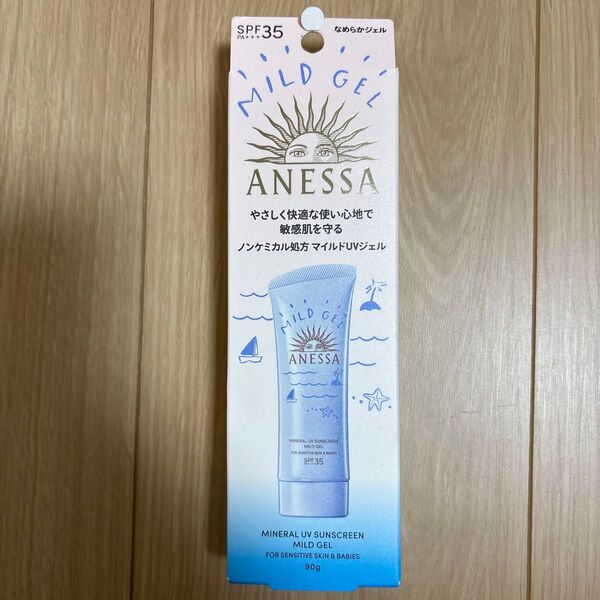 SPF35
PA+++
なめらかジェル
MILD GEL
ANESSA
やさしく快適な使い心地で
敏感肌を守る
ノンケミカル処方 マイルドUVジェル
MILD GEL
ANESSA
MINERAL UV SUNSCREEN
MILD GEL
FOR SENSITIVE SKIN & BABIES
SPF35
MINERAL UV SUNSCREEN
MILD GEL
FOR SENSITIVE SKIN & BABIES
90g